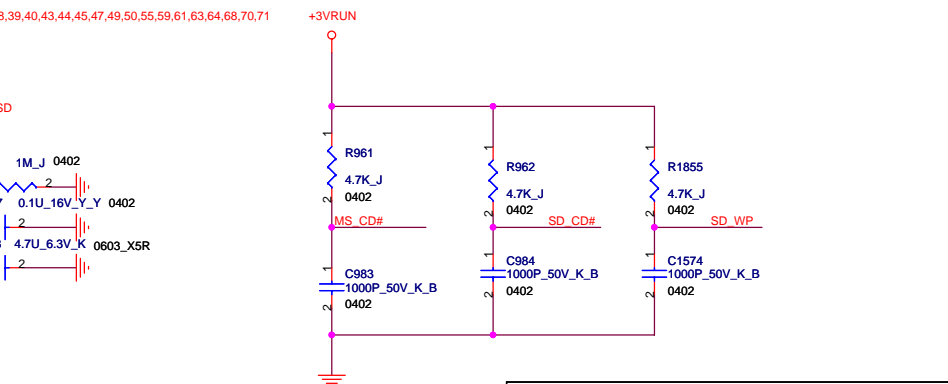 8,39,40,43,44,45,47,49,50,55,59,61,63,64,68,70,71
+3VRUN
SD
1M_J 0402
2
0.1U_16V_Y_Y 0402
2
4.7U_6.3V_K 0603_X5R
2
1
R961
4.7K_J
0402
2
MS_CD#
1
C983
1000P_50V_K_B
0402
2
1
R962
4.7K_J
0402
2
SD_CD#
1
C984
1000P_50V_K_B
0402
2
1
R1855
4.7K_J
0402
2
SD_WP
1
C1574
1000P_50V_K_B
0402
2